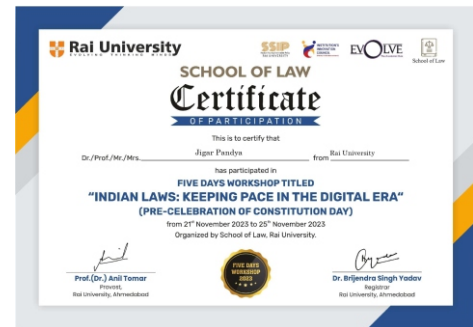 Rai University
SSIP
EVOLVE
School of Law
SCHOOL OF LAW
Certificate
OF PARTICIPATION
This is to certify that
Dr./Prof./Mr./Mrs. Jigar Pandya from Rai University
has participated in
FIVE DAYS WORKSHOP TITLED
"INDIAN LAWS: KEEPING PACE IN THE DIGITAL ERA"
(PRE-CELEBRATION OF CONSTITUTION DAY)
from 21st November 2023 to 25th November 2023
Organized by School of Law, Rai University.
Prof.(Dr.) Anil Tomar
Provost,
Rai University, Ahmedabad
FIVE DAYS
WORKSHOP
2023
Dr. Brijendra Singh Yadav
Registrar
Rai University, Ahmedabad